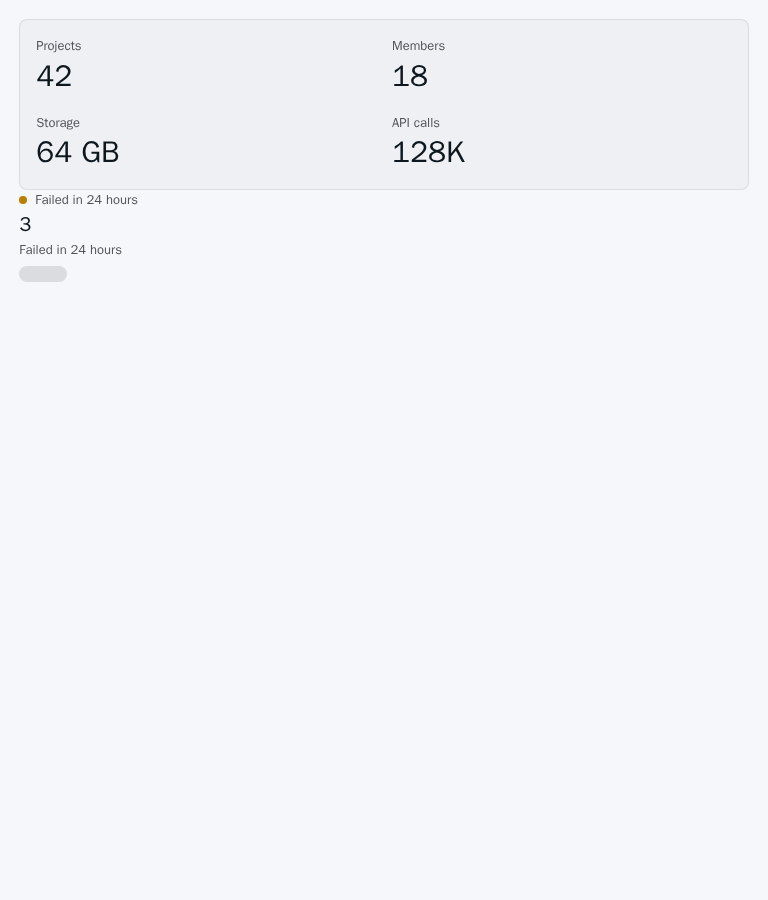 Projects
42
Members
18
Storage
64 GB
API calls
128K
Failed in 24 hours
3
Failed in 24 hours